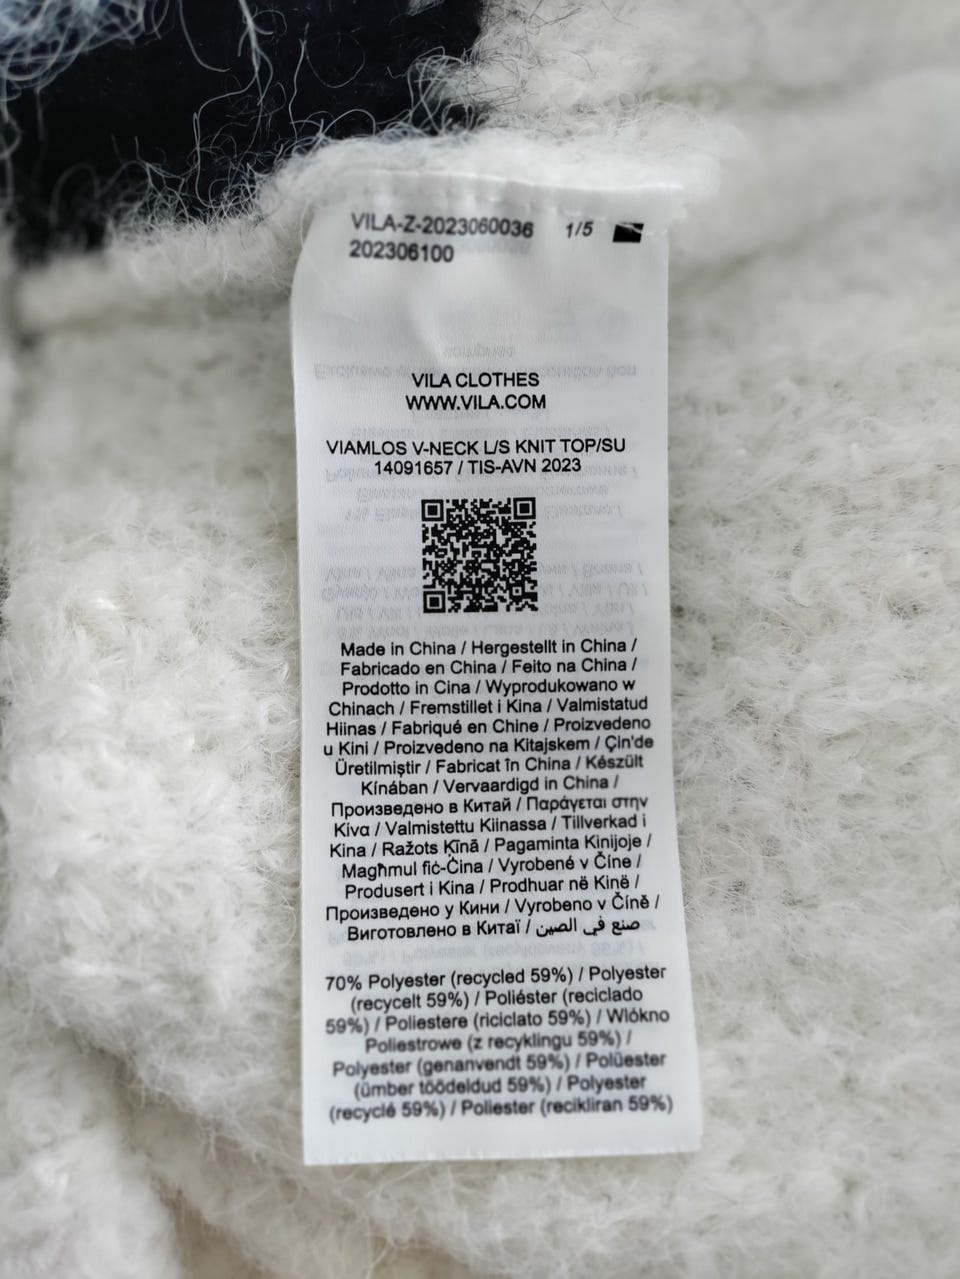 VILA-Z-2023060036 1/5
202306100
VILA CLOTHES
WWW.VILA.COM
VIAMLOS V-NECK L/S KNIT TOP/SU
14091657 / TIS-AVN 2023
Made in China / Hergestellt in China /
Fabricado en China / Feito na China /
Prodotto in Cina / Wyprodukowano w
Chinach / Fremstillet i Kina / Valmistatud
Hiinas / Fabriqué en Chine / Proizvedeno
u Kini / Proizvedeno na Kitajskem / Çin'de
Üretilmiştir / Fabricat în China / Készült
Kínában / Vervaardigd in China /
Произведено в Китай / Παράγεται στην
Κίνα / Valmistettu Kiinassa / Tillverkad i
Kina / Ražots Ķīnā / Pagaminta Kinijoje /
Magħmul fiċ-Ċina / Vyrobené v Číne /
Produsert i Kina / Prodhuar në Kinë /
Произведено у Кини / Vyrobeno v Číně /
Виготовлено в Китаї / صنع في الصين
70% Polyester (recycled 59%) / Polyester
(recycelt 59%) / Poliéster (reciclado
59%) / Poliestere (riciclato 59%) / Wlókno
Poliestrowe (z recyklingu 59%) /
Polyester (genanvendt 59%) / Polüester
(ümber töödeldud 59%) / Polyester
(recyclé 59%) / Poliester (recikliran 59%)